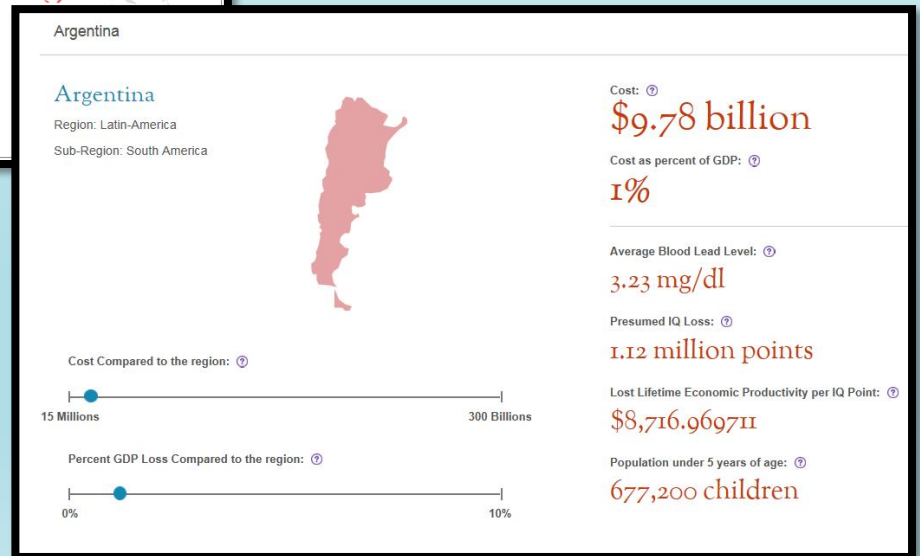 Argentina
Argentina
Region: Latin-America
Sub-Region: South America
Cost Compared to the region: ?
15 Millions 300 Billions
Percent GDP Loss Compared to the region: ?
0% 10%
Cost: ?
$9.78 billion
Cost as percent of GDP: ?
1%
Average Blood Lead Level: ?
3.23 mg/dl
Presumed IQ Loss: ?
1.12 million points
Lost Lifetime Economic Productivity per IQ Point: ?
$8,716.969711
Population under 5 years of age: ?
677,200 children